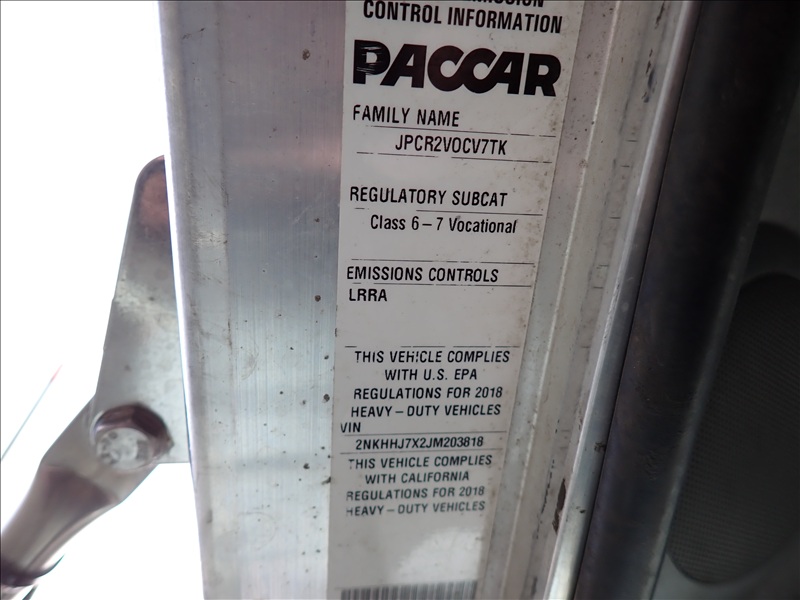 CONTROL INFORMATION
PACCAR
FAMILY NAME
JPCR2VOCV7TK
REGULATORY SUBCAT
Class 6 – 7 Vocational
EMISSIONS CONTROLS
LRRA
THIS VEHICLE COMPLIES
WITH U.S. EPA
REGULATIONS FOR 2018
HEAVY – DUTY VEHICLES
VIN
2NKHHJ7X2JM203818
THIS VEHICLE COMPLIES
WITH CALIFORNIA
REGULATIONS FOR 2018
HEAVY – DUTY VEHICLES